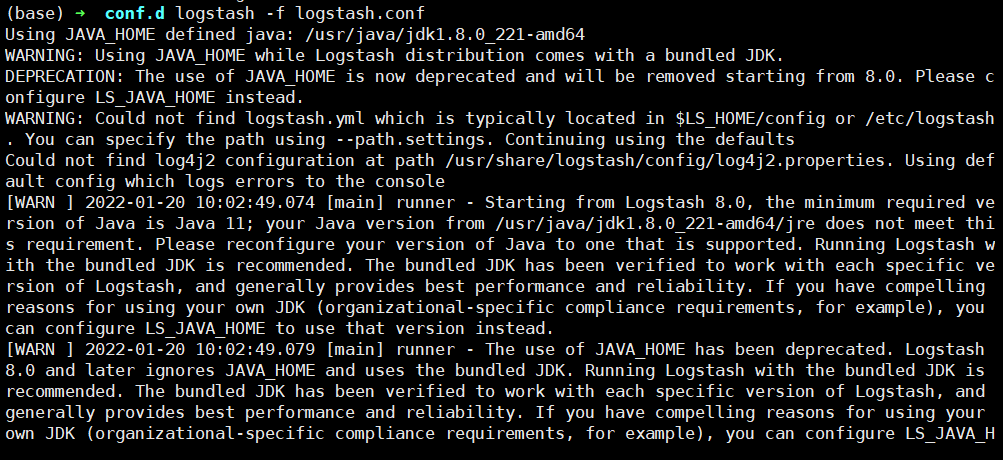 (base) ➜  conf.d logstash -f logstash.conf
Using JAVA_HOME defined java: /usr/java/jdk1.8.0_221-amd64
WARNING: Using JAVA_HOME while Logstash distribution comes with a bundled JDK.
DEPRECATION: The use of JAVA_HOME is now deprecated and will be removed starting from 8.0. Please c
onfigure LS_JAVA_HOME instead.
WARNING: Could not find logstash.yml which is typically located in $LS_HOME/config or /etc/logstash
. You can specify the path using --path.settings. Continuing using the defaults
Could not find log4j2 configuration at path /usr/share/logstash/config/log4j2.properties. Using def
ault config which logs errors to the console
[WARN ] 2022-01-20 10:02:49.074 [main] runner - Starting from Logstash 8.0, the minimum required ve
rsion of Java is Java 11; your Java version from /usr/java/jdk1.8.0_221-amd64/jre does not meet thi
s requirement. Please reconfigure your version of Java to one that is supported. Running Logstash w
ith the bundled JDK is recommended. The bundled JDK has been verified to work with each specific ve
rsion of Logstash, and generally provides best performance and reliability. If you have compelling
reasons for using your own JDK (organizational-specific compliance requirements, for example), you
can configure LS_JAVA_HOME to use that version instead.
[WARN ] 2022-01-20 10:02:49.079 [main] runner - The use of JAVA_HOME has been deprecated. Logstash
8.0 and later ignores JAVA_HOME and uses the bundled JDK. Running Logstash with the bundled JDK is
recommended. The bundled JDK has been verified to work with each specific version of Logstash, and
generally provides best performance and reliability. If you have compelling reasons for using your
own JDK (organizational-specific compliance requirements, for example), you can configure LS_JAVA_H